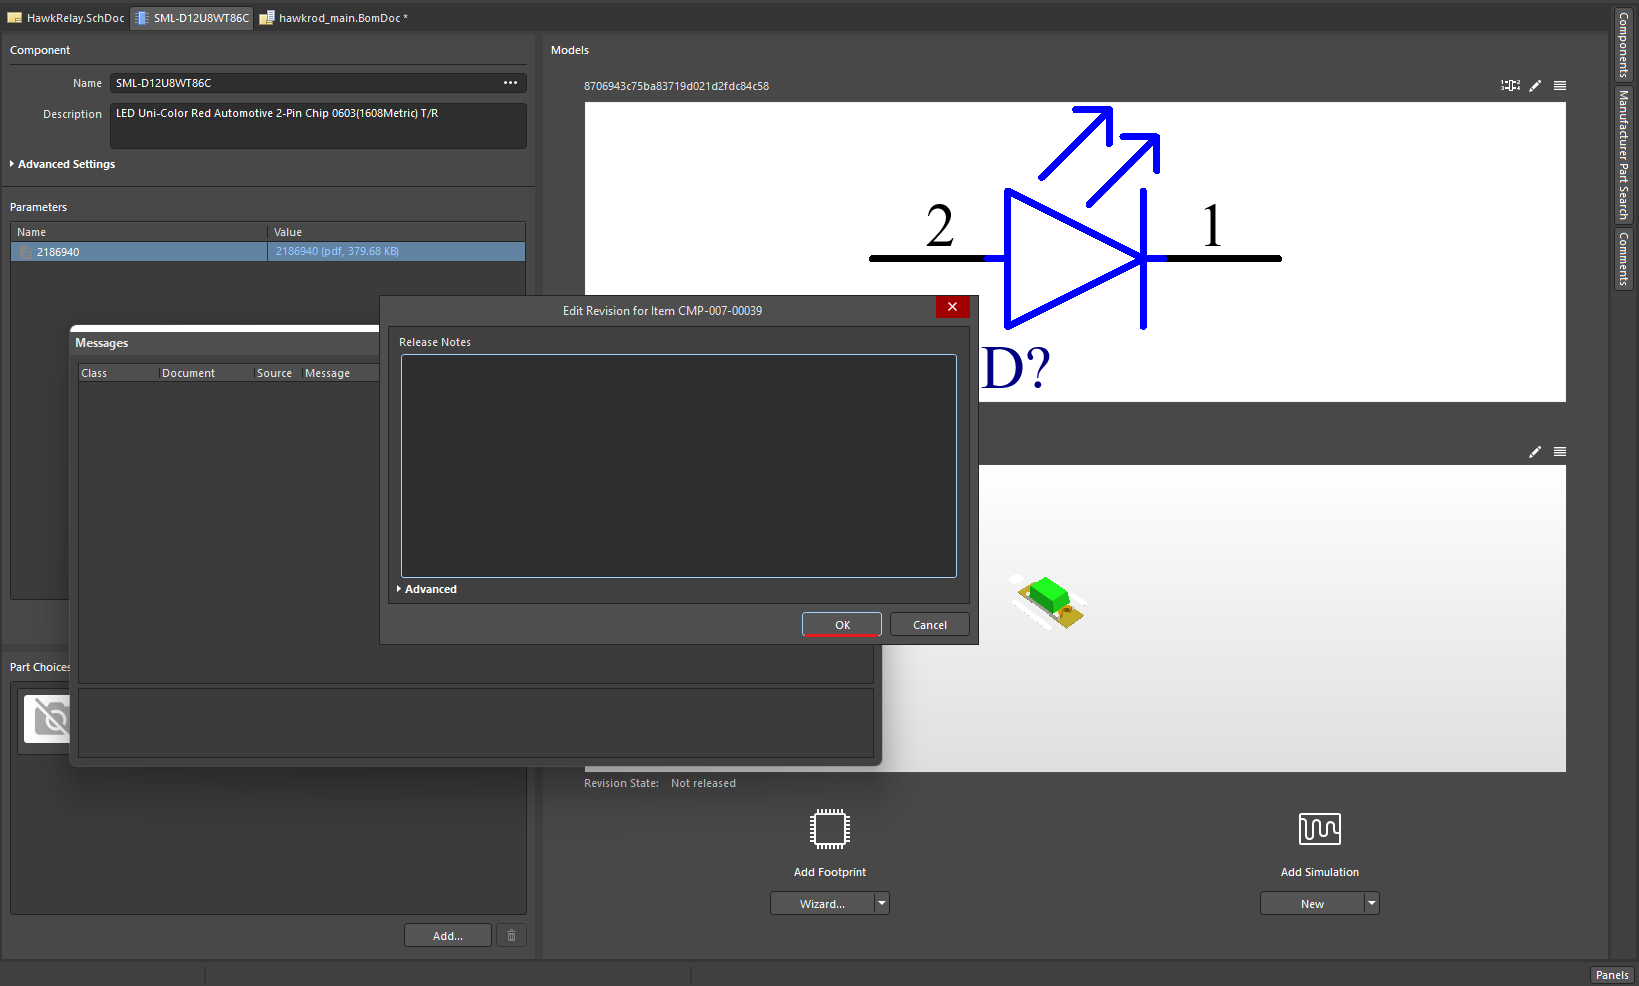 HawkRelay.SchDoc
SML-D12U8WT86C
hawkrod_main.BomDoc *
Component
Name
SML-D12U8WT86C
•••
Description
LED Uni-Color Red Automotive 2-Pin Chip 0603(1608Metric) T/R
Advanced Settings
Parameters
Name
Value
2186940
2186940 (pdf, 379.68 KB)
Messages
Class
Document
Source
Message
Edit Revision for Item CMP-007-00039
Release Notes
Advanced
OK
Cancel
Part Choices
Add...
Models
8706943c75ba83719d021d2fdc84c58
2
1
D?
Revision State: Not released
Add Footprint
Wizard...
Add Simulation
New
Components
Manufacturer Part Search
Comments
Panels